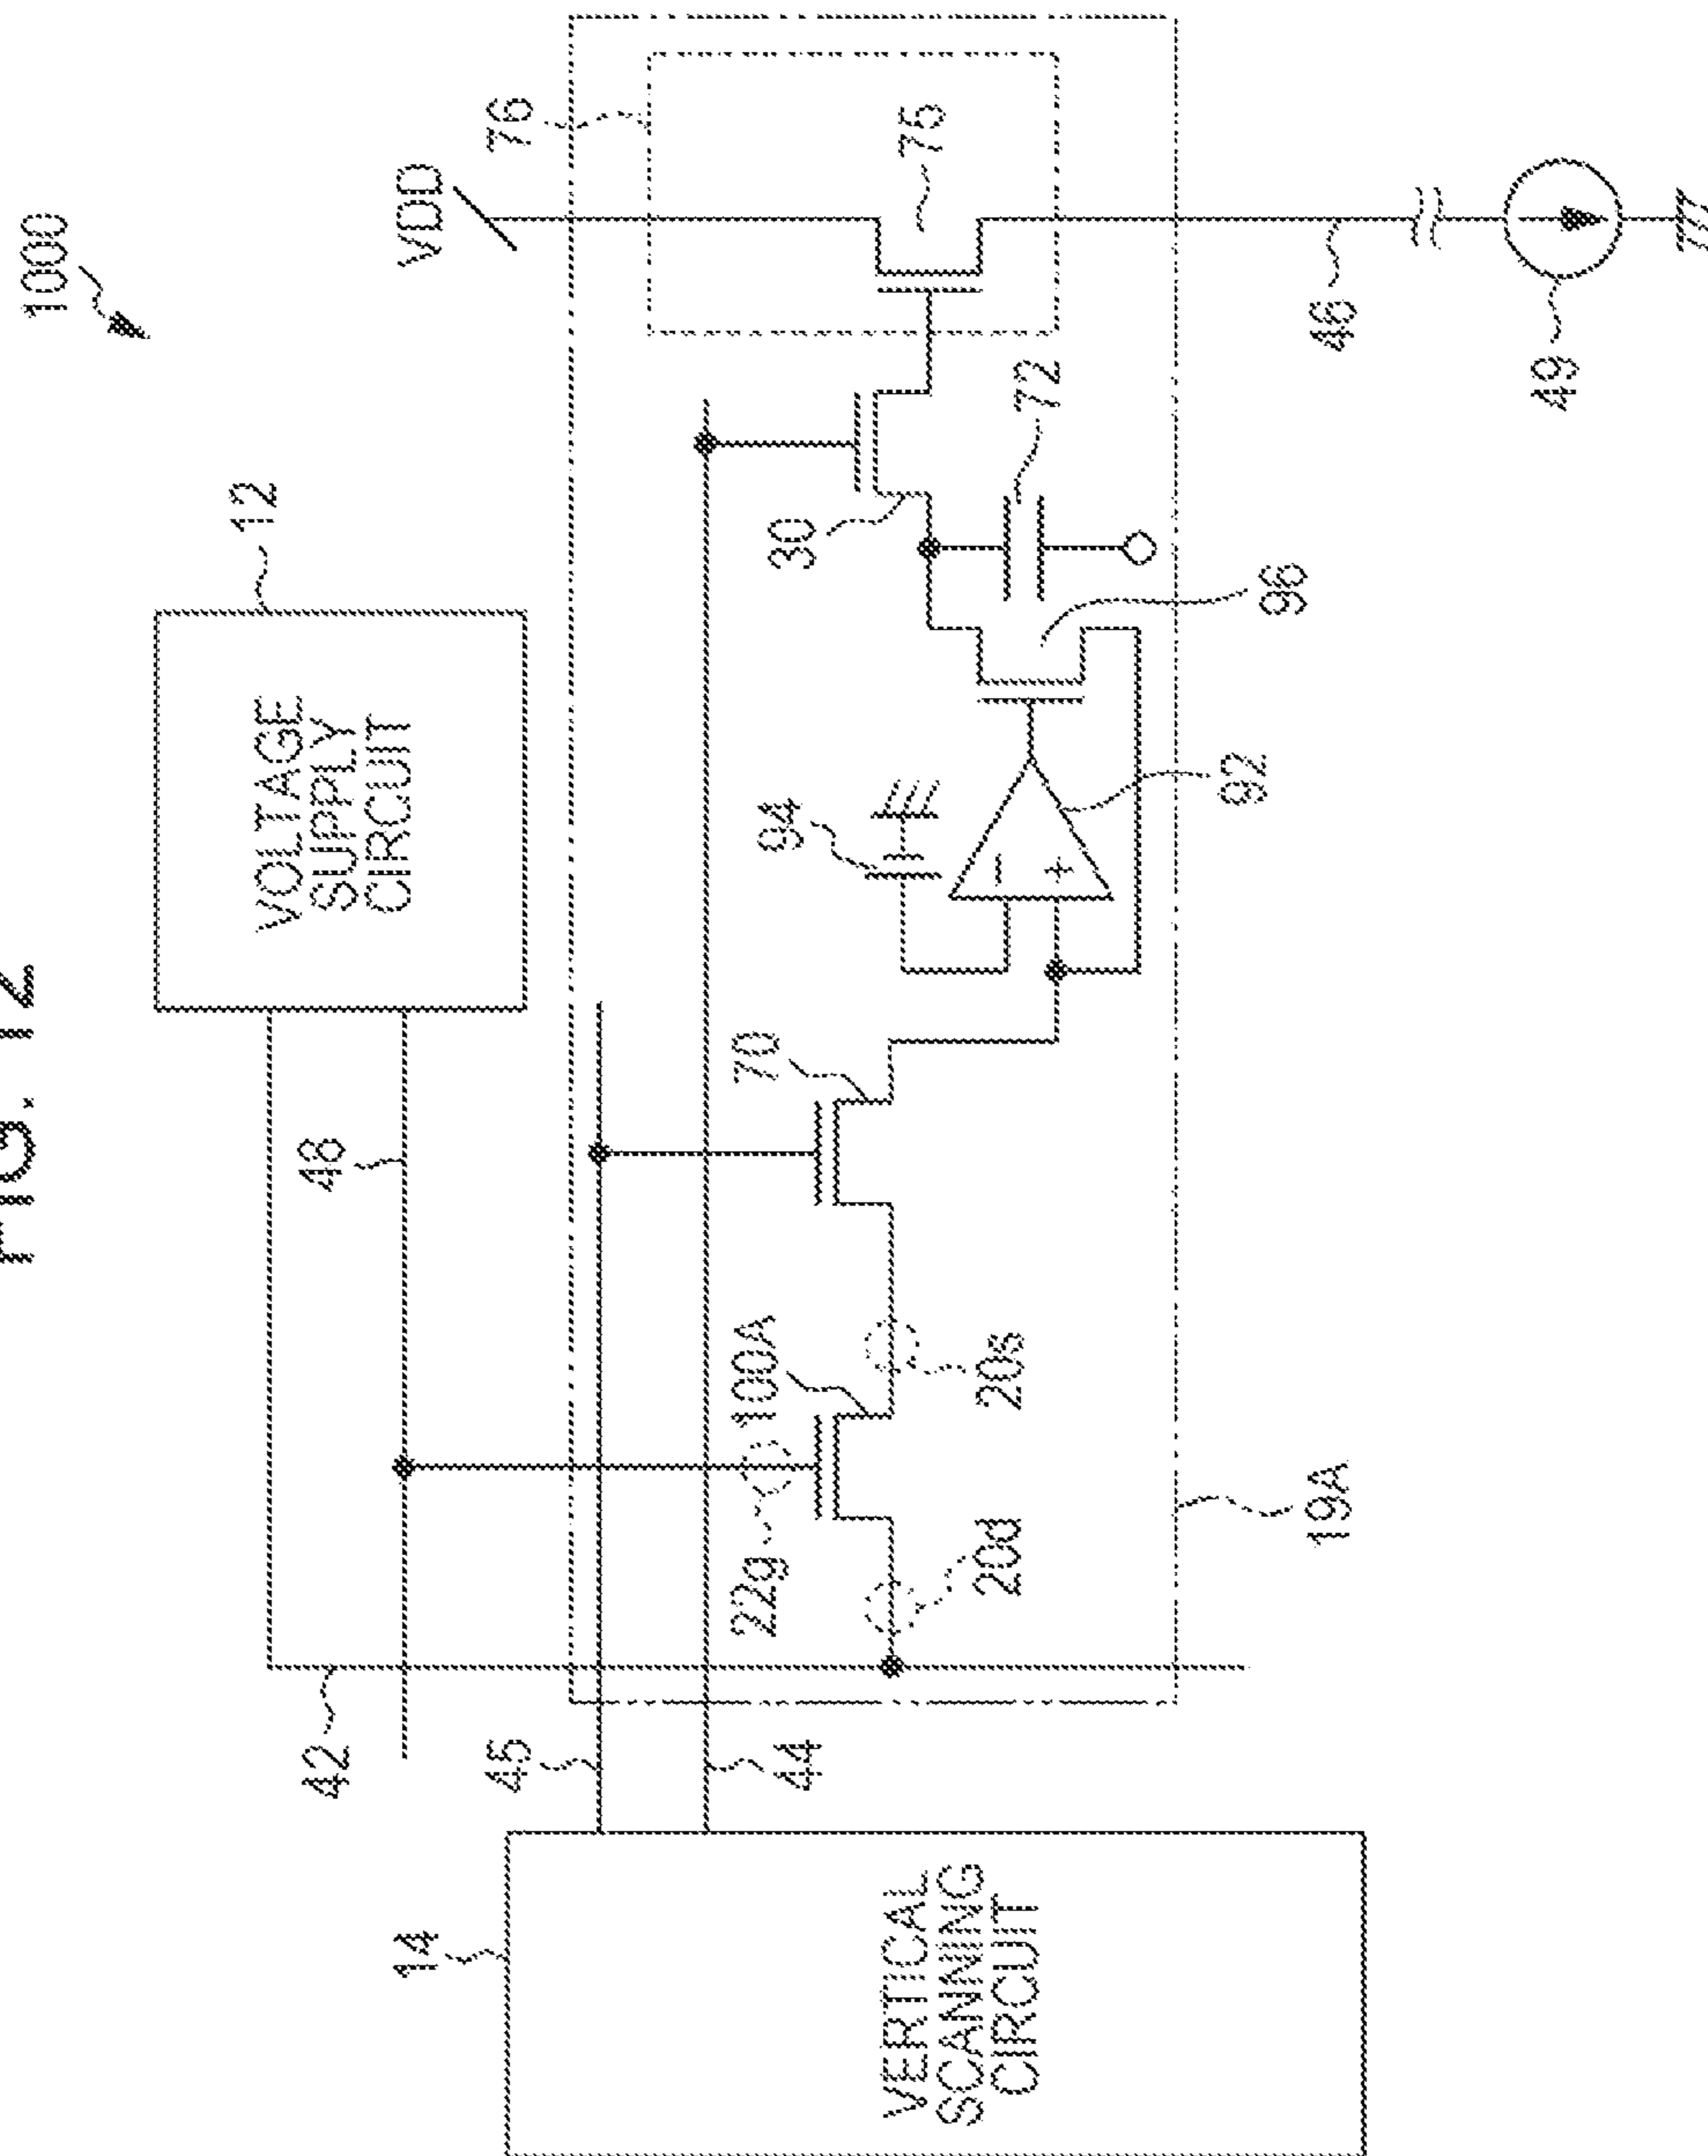 FIG. 12
1000
VDD
76
12
VOLTAGE
SUPPLY
CIRCUIT
75
48
42
45
44
14
VERTICAL
SCANNING
CIRCUIT
22g
100A
70
94
−
+
30
72
20d
20s
92
96
46
49
19A